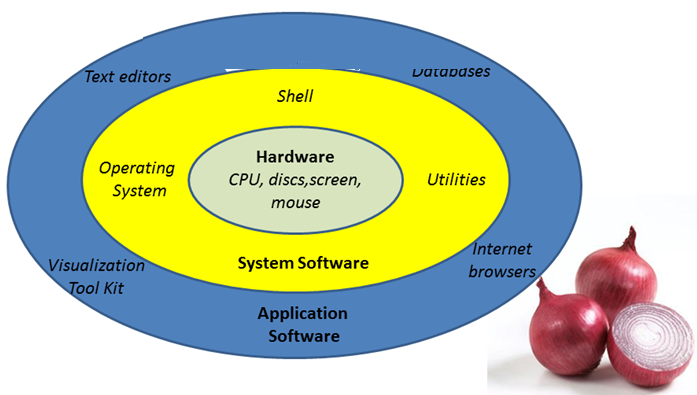 Text editors
Databases
Shell
Hardware
CPU, discs,screen,
mouse
Operating
System
Utilities
System Software
Visualization
Tool Kit
Internet
browsers
Application
Software